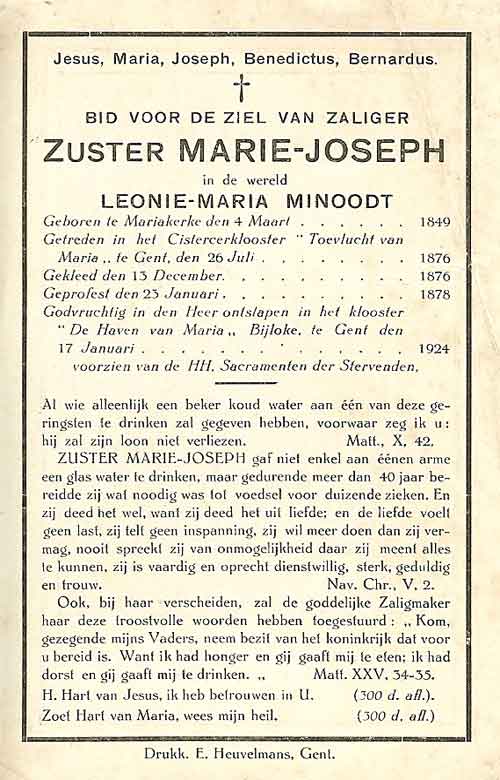 Jesus, Maria, Joseph, Benedictus, Bernardus.
BID VOOR DE ZIEL VAN ZALIGER
ZUSTER MARIE-JOSEPH
in de wereld
LEONIE-MARIA MINOODT
Geboren te Mariakerke den 4 Maart . . . . . . 1849
Getreden in het Cistercerklooster " Toevlucht van
Maria „ te Gent, den 26 Juli . . . . . . . . 1876
Gekleed den 13 December. . . . . . . . . . 1876
Geprofest den 23 Januari . . . . . . . . . . 1878
Godvruchtig in den Heer ontslapen in het klooster
" De Haven van Maria „ Bijloke, te Gent den
17 Januari . . . . . . . . . . . . . . 1924
voorzien van de HH. Sacramenten der Stervenden.
Al wie alleenlijk een beker koud water aan één van deze ge-
ringsten te drinken zal gegeven hebben, voorwaar zeg ik u :
hij zal zijn loon niet verliezen. Matt., X, 42.
ZUSTER MARIE-JOSEPH gaf niet enkel aan éénen arme
een glas water te drinken, maar gedurende meer dan 40 jaar be-
reidde zij wat noodig was tot voedsel voor duizende zieken. En
zij deed het wel, want zij deed het uit liefde; en de liefde voelt
geen last, zij telt geen inspanning, zij wil meer doen dan zij ver-
mag, nooit spreekt zij van onmogelijkheid daar zij meent alles
te kunnen, zij is vaardig en oprecht dienstwillig, sterk, geduldig
en trouw. Nav. Chr., V, 2.
Ook, bij haar verscheiden, zal de goddelijke Zaligmaker
haar deze troostvolle woorden hebben toegestuurd : „ Kom,
gezegende mijns Vaders, neem bezit van het koninkrijk dat voor
u bereid is. Want ik had honger en gij gaaft mij te eten; ik had
dorst en gij gaaft mij te drinken. „ Matt. XXV, 34-35.
H. Hart van Jesus, ik heb betrouwen in U. (300 d. afl.).
Zoet Hart van Maria, wees mijn heil. (300 d. afl.)
Drukk. E. Heuvelmans, Gent.